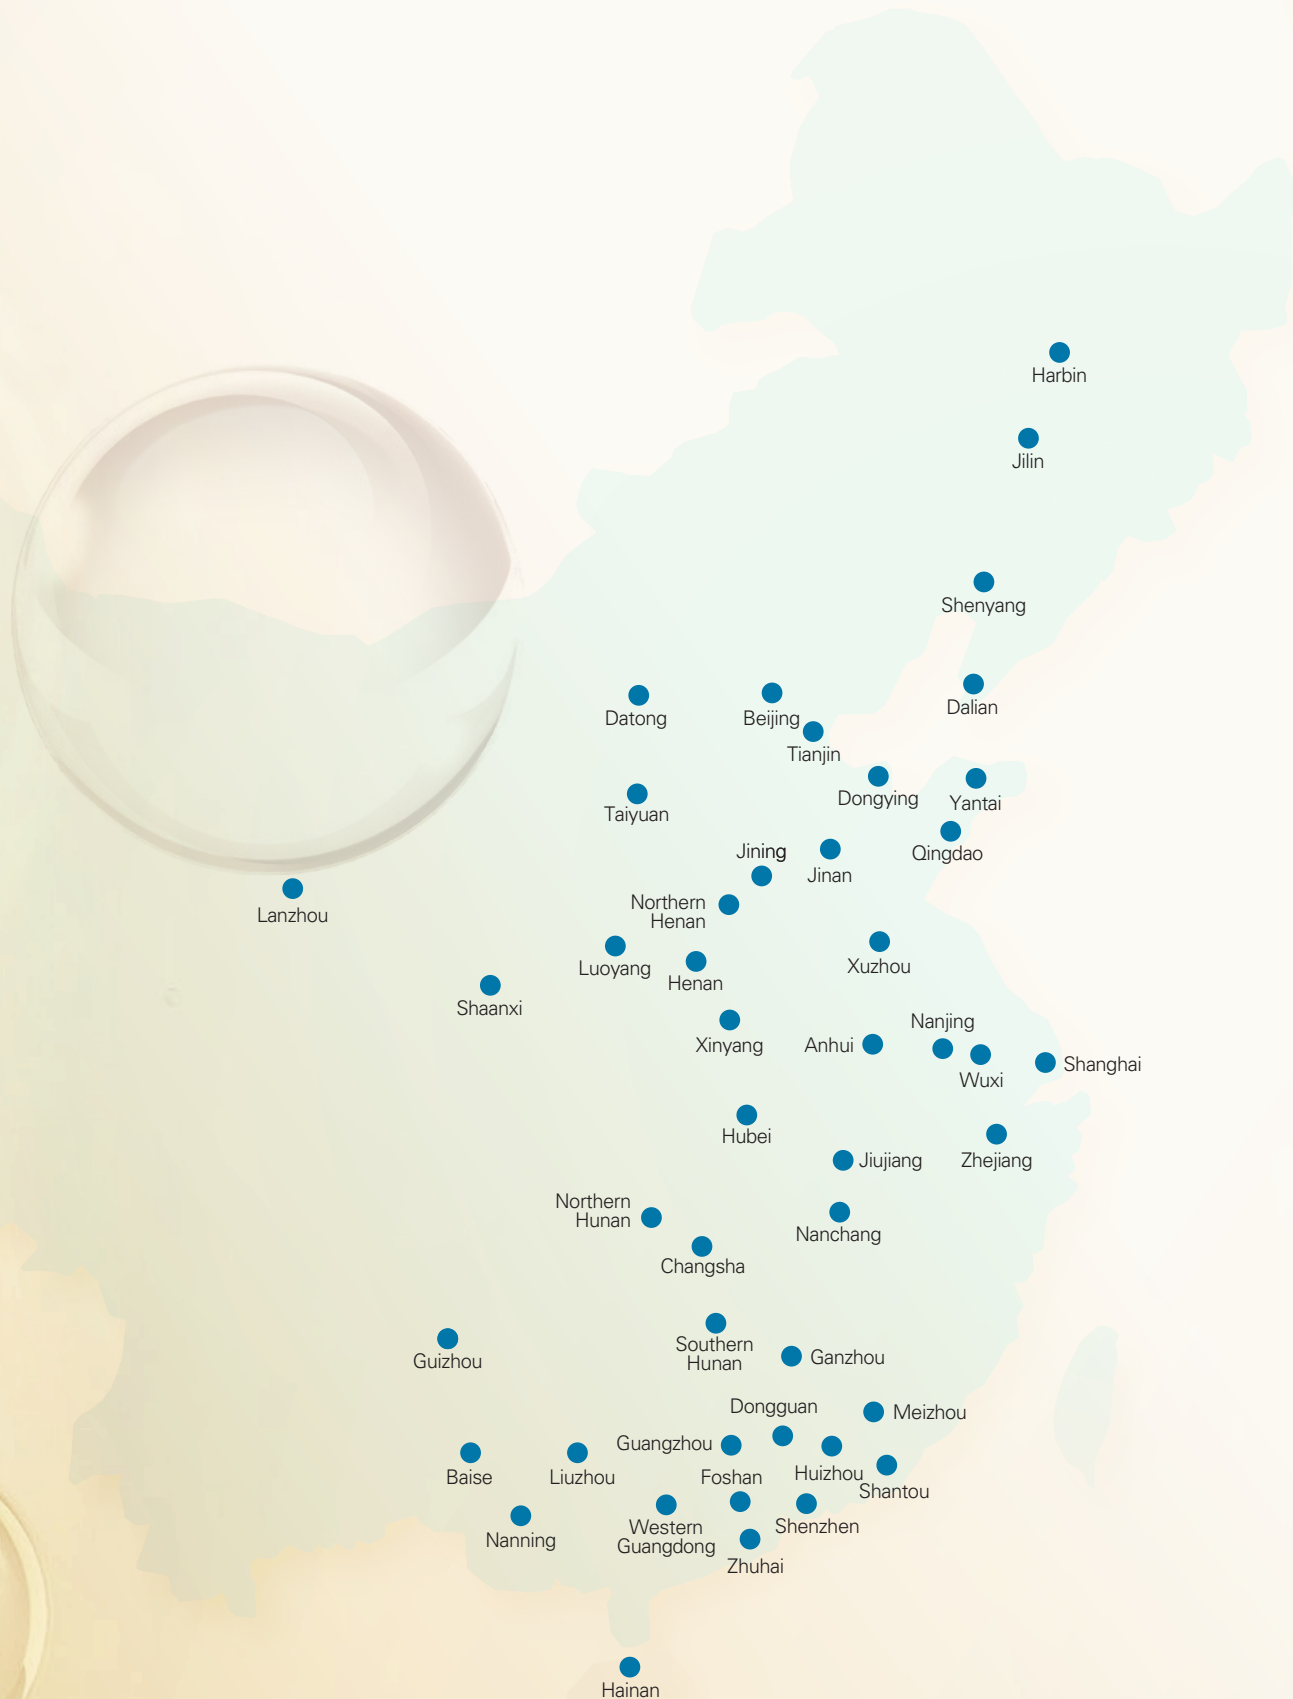 Harbin
Jilin
Shenyang
Dalian
Datong
Beijing
Tianjin
Dongying
Yantai
Taiyuan
Qingdao
Jining
Jinan
Lanzhou
Northern
Henan
Luoyang
Henan
Xuzhou
Shaanxi
Xinyang
Anhui
Nanjing
Wuxi
Shanghai
Hubei
Jiujiang
Zhejiang
Northern
Hunan
Nanchang
Changsha
Guizhou
Southern
Hunan
Ganzhou
Dongguan
Meizhou
Guangzhou
Baise
Liuzhou
Foshan
Huizhou
Shantou
Nanning
Western
Guangdong
Shenzhen
Zhuhai
Hainan